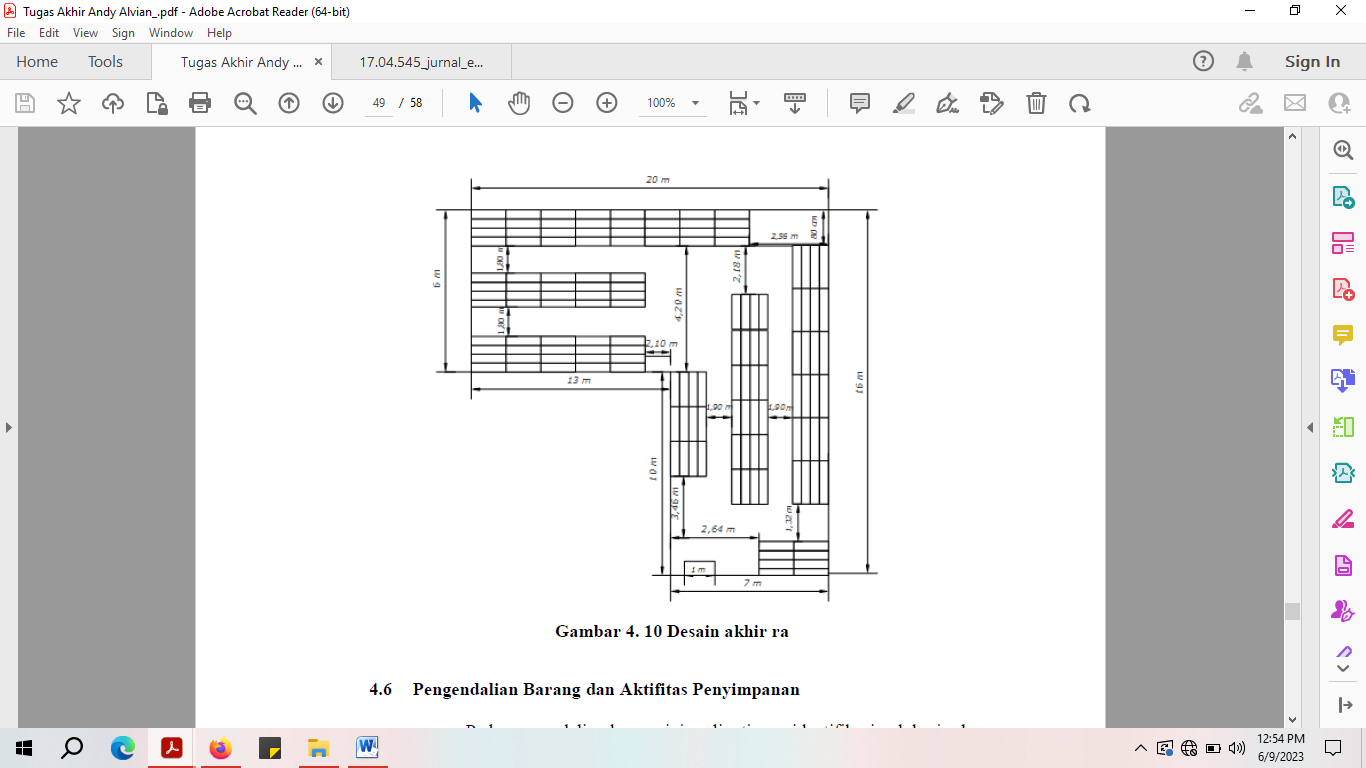 Tugas Akhir Andy Alvian_.pdf - Adobe Acrobat Reader (64-bit)
File Edit View Sign Window Help
Home Tools Tugas Akhir Andy ... × 17.04.545_jurnal_e... Sign In
49 / 58 100%
20 m
80 cm
2,56 m
1,80 m
2,18 m
6 m
4,20 m
1,80 m
2,10 m
13 m
16 m
1,90 m
1,90 m
10 m
3,46 m
1,32 m
2,64 m
1 m
7 m
Gambar 4. 10 Desain akhir ra
4.6 Pengendalian Barang dan Aktifitas Penyimpanan
12:54 PM
6/9/2023